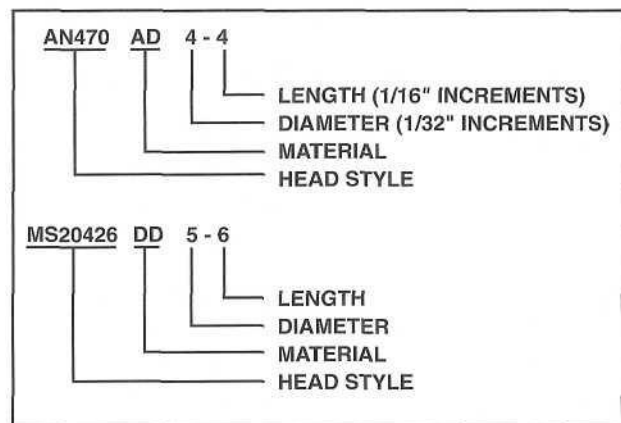 AN470 AD 4 - 4
LENGTH (1/16" INCREMENTS)
DIAMETER (1/32" INCREMENTS)
MATERIAL
HEAD STYLE
MS20426 DD 5 - 6
LENGTH
DIAMETER
MATERIAL
HEAD STYLE